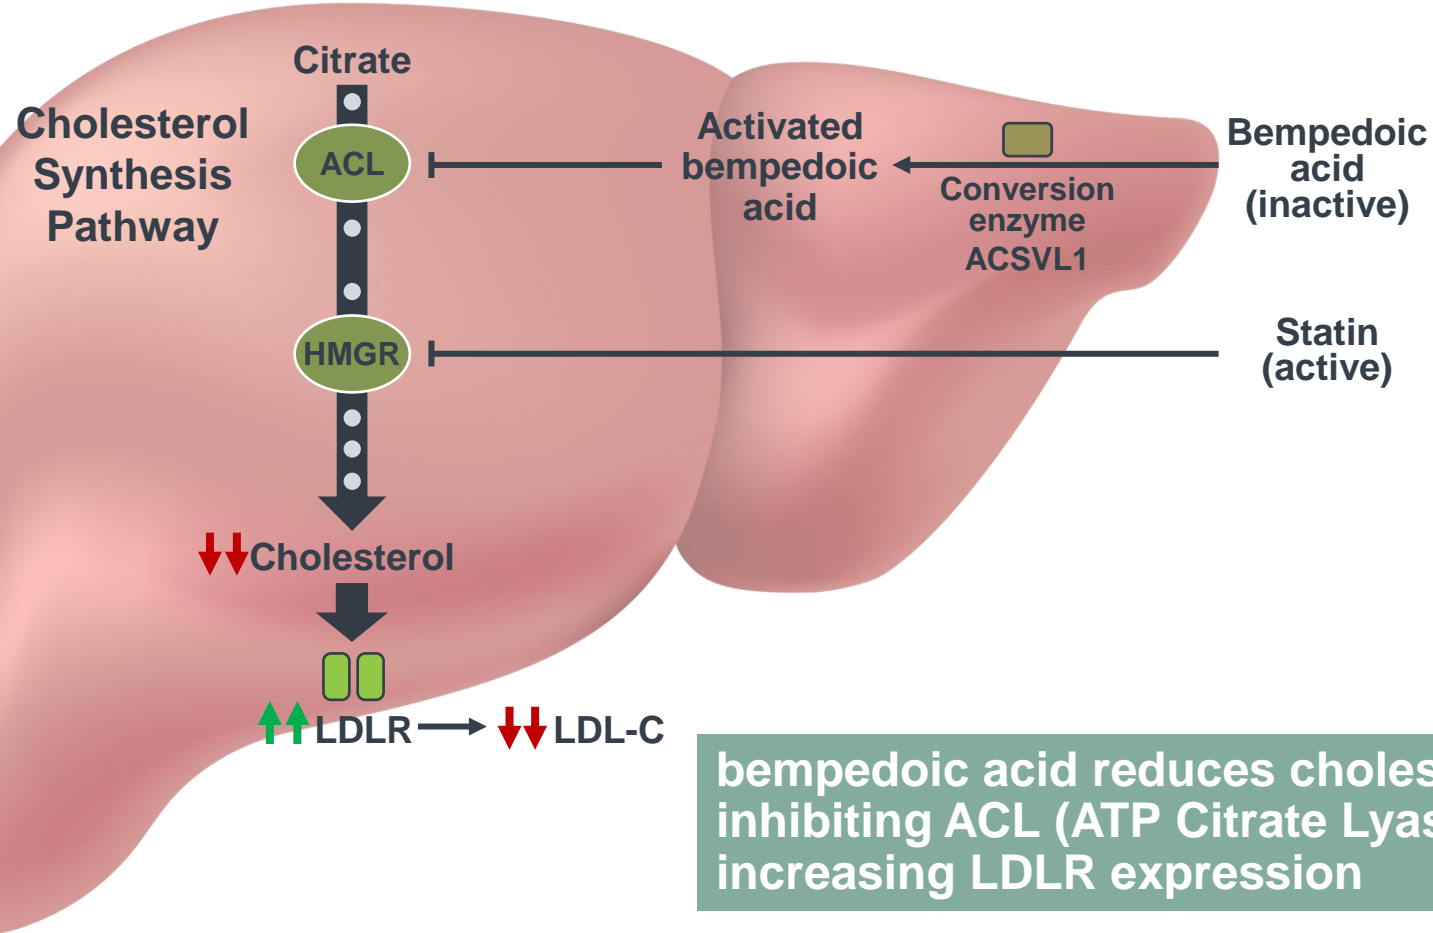 Citrate
Cholesterol
Synthesis
Pathway
ACL
Activated
bempedoic
acid
Conversion
enzyme
ACSVL1
Bempedoic
acid
(inactive)
HMGR
Statin
(active)
Cholesterol
LDLR
LDL-C
bempedoic acid reduces choles
inhibiting ACL (ATP Citrate Lyas
increasing LDLR expression